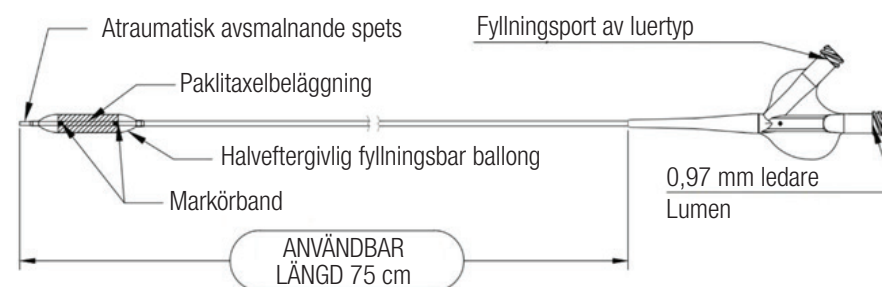 Atraumatisk avsmalnande spets
Fyllningsport av luertyp
Paklitaxelbeläggning
Halveftergivlig fyllningsbar ballong
Markörband
0,97 mm ledare
Lumen
ANVÄNDBAR
LÄNGD 75 cm